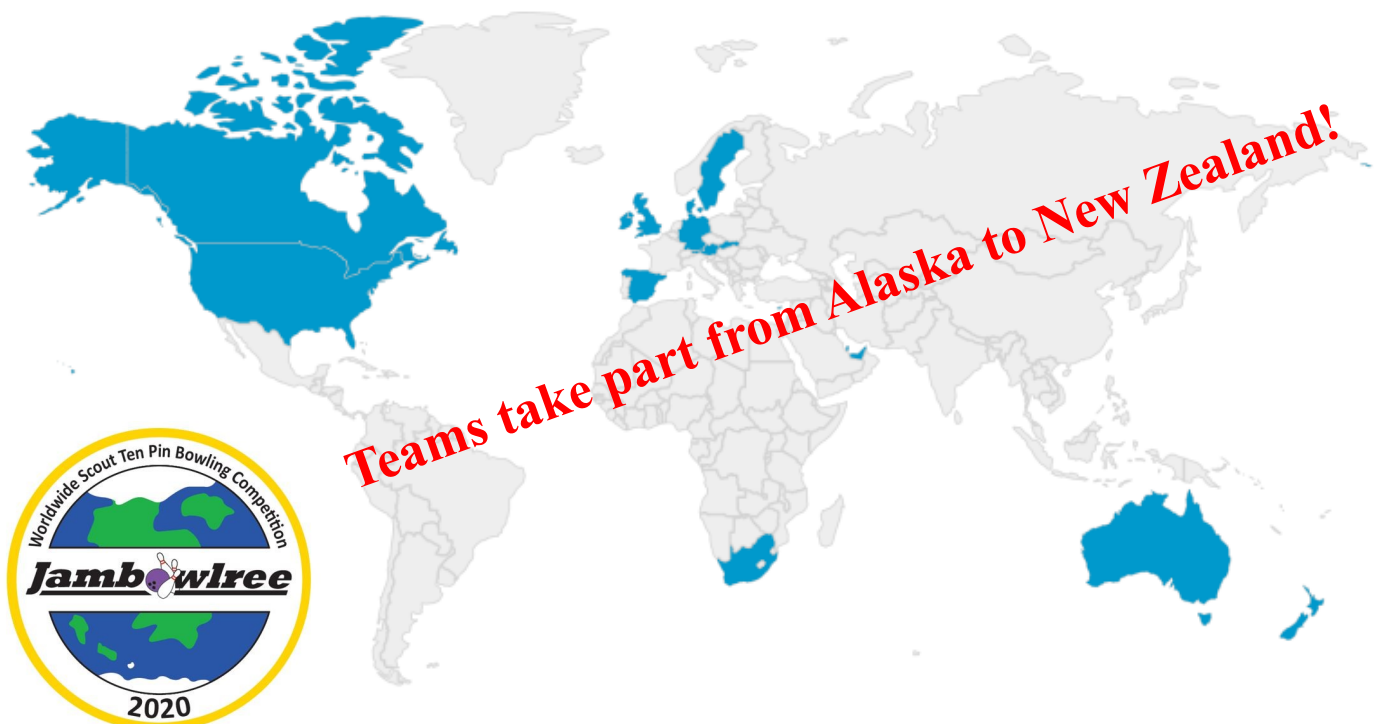 Teams take part from Alaska to New Zealand!
Worldwide Scout Ten Pin Bowling Competition
Jambowlree
2020